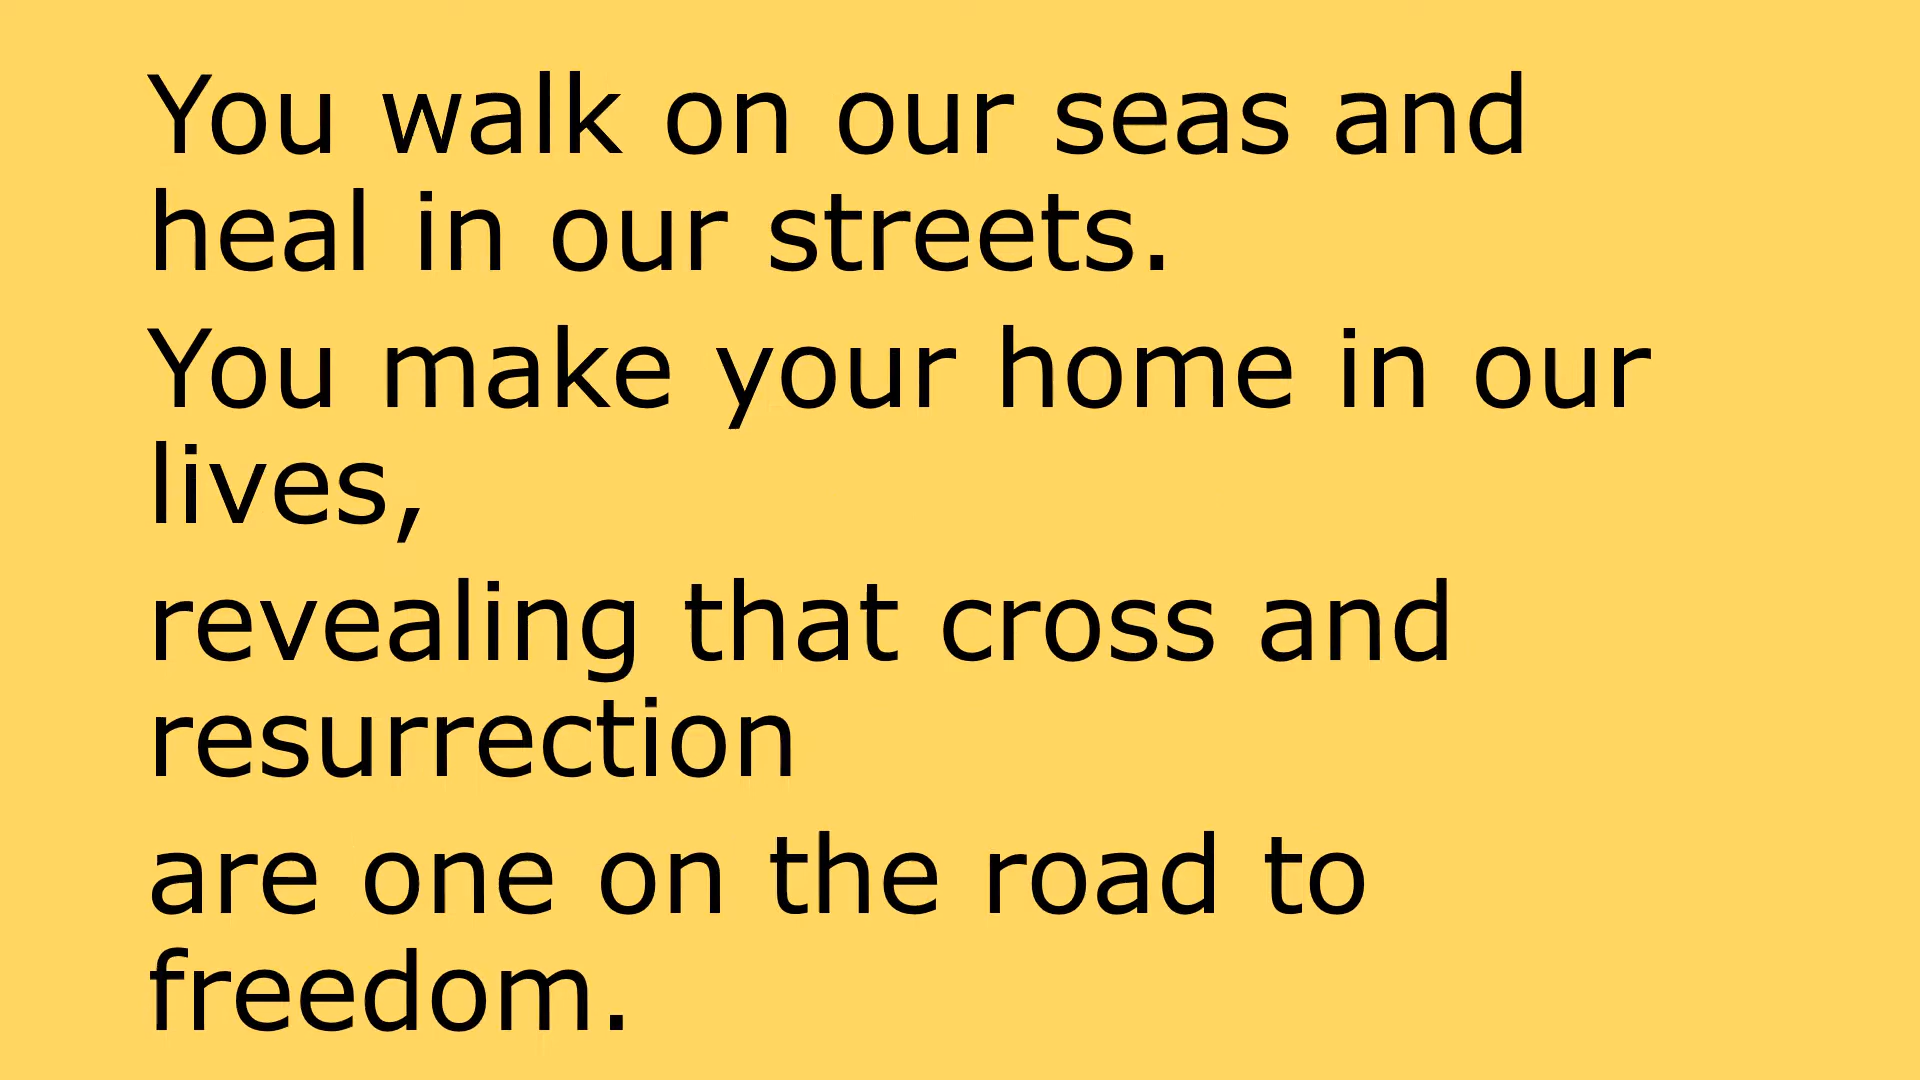 You walk on our seas and
heal in our streets.
You make your home in our
lives,
revealing that cross and
resurrection
are one on the road to
freedom.